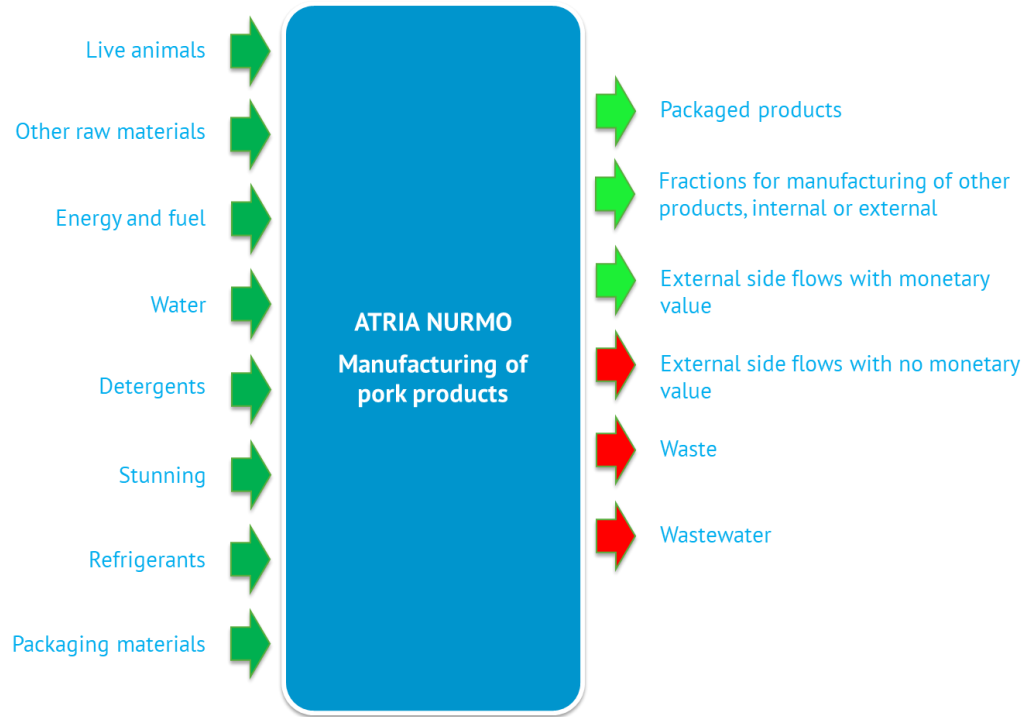 Live animals
Other raw materials
Energy and fuel
Water
Detergents
Stunning
Refrigerants
Packaging materials
ATRIA NURMO
Manufacturing of
pork products
Packaged products
Fractions for manufacturing of other
products, internal or external
External side flows with monetary
value
External side flows with no monetary
value
Waste
Wastewater